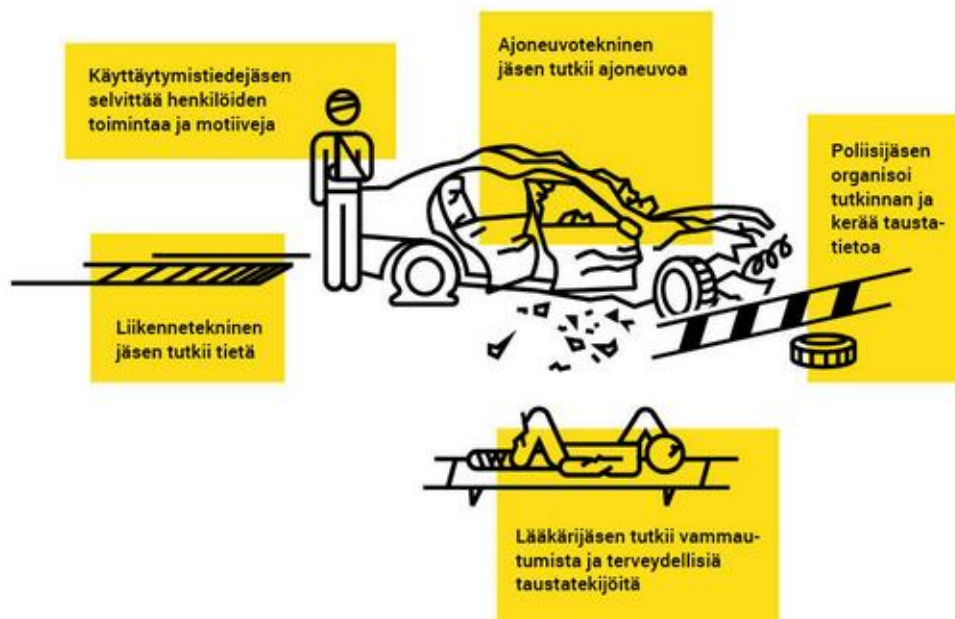 Käyttäytymistiedejäsen
selvittää henkilöiden
toimintaa ja motiiveja
Ajoneuvotekninen
jäsen tutkii ajoneuvoa
Poliisijäsen
organisoi
tutkinnan ja
kerää tausta-
tietoa
Liikennetekninen
jäsen tutkii tietä
Lääkärijäsen tutkii vammau-
tumista ja terveydellisiä
taustatekijöitä